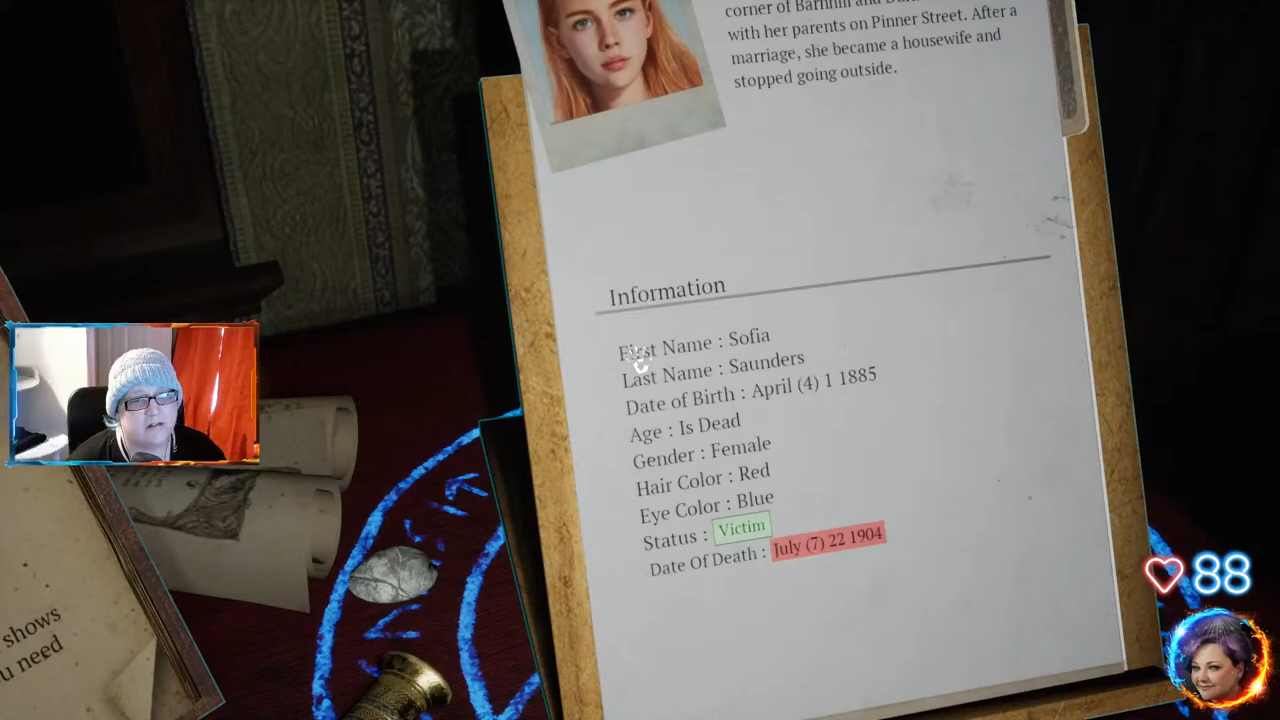 corner of Barnhill and
with her parents on Pinner Street. After a
marriage, she became a housewife and
stopped going outside.
Information
First Name : Sofia
Last Name : Saunders
Date of Birth : April (4) 1 1885
Age : Is Dead
Gender : Female
Hair Color : Red
Eye Color : Blue
Status : Victim
Date Of Death : July (7) 22 1904
shows
need
88